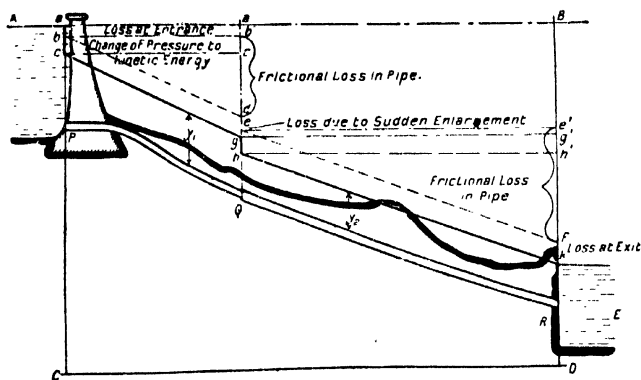 A a a B
b Loss at Entrance b
c Change of Pressure to c
Kinetic Energy
Frictional Loss in Pipe.
d
e Loss due to Sudden Enlargement e'
g g'
h h'
P
y₁
Frictional Loss
in Pipe
Q
y₂
F
Loss at Exit
k
R E
C D